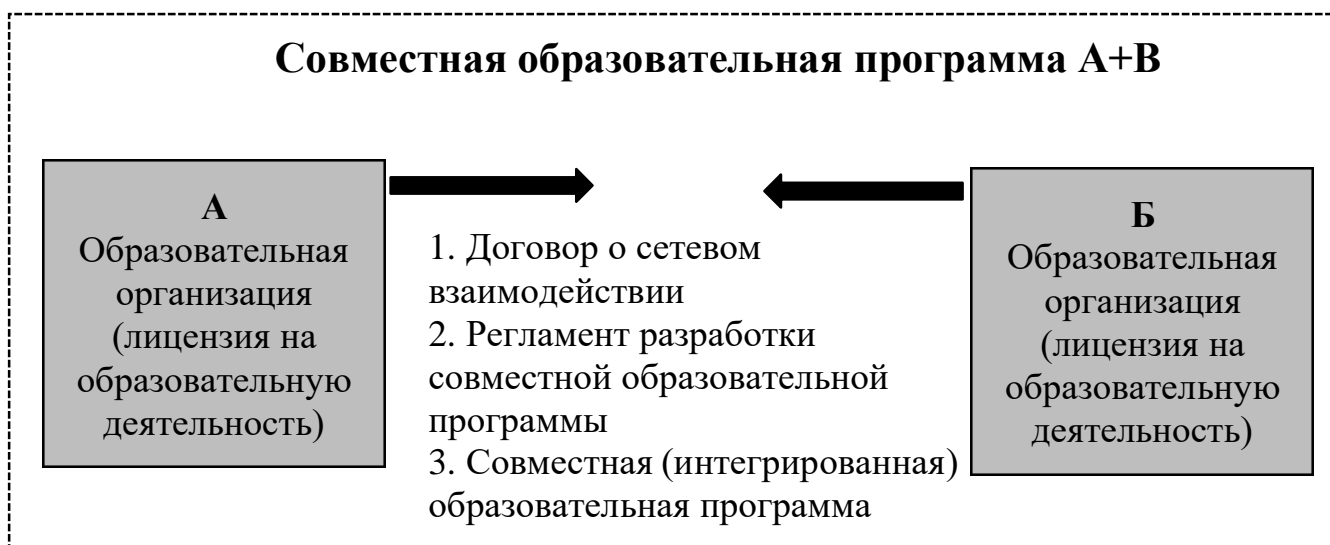 Совместная образовательная программа А+В
А
Образовательная
организация
(лицензия на
образовательную
деятельность)
1. Договор о сетевом
взаимодействии
2. Регламент разработки
совместной образовательной
программы
3. Совместная (интегрированная)
образовательная программа
Б
Образовательная
организация
(лицензия на
образовательную
деятельность)